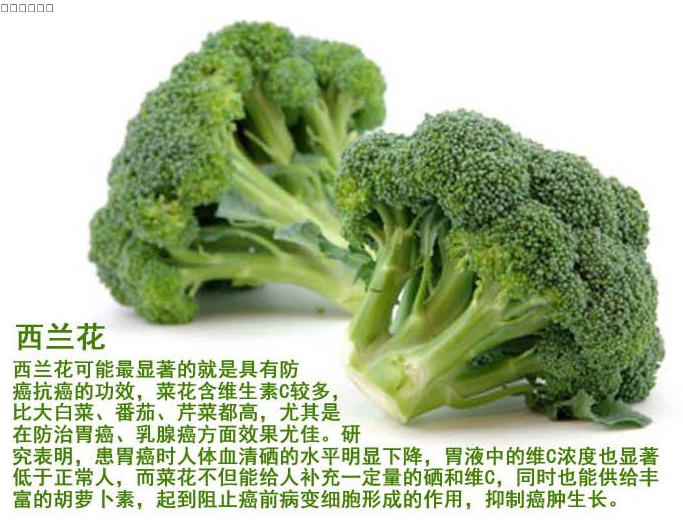 西兰花
西兰花可能最显著的就是具有防
癌抗癌的功效，菜花含维生素C较多，
比大白菜、番茄、芹菜都高，尤其是
在防治胃癌、乳腺癌方面效果尤佳。研
究表明，患胃癌时人体血清硒的水平明显下降，胃液中的维C浓度也显著
低于正常人，而菜花不但能给人补充一定量的硒和维C，同时也能供给丰
富的胡萝卜素，起到阻止癌前病变细胞形成的作用，抑制癌肿生长。